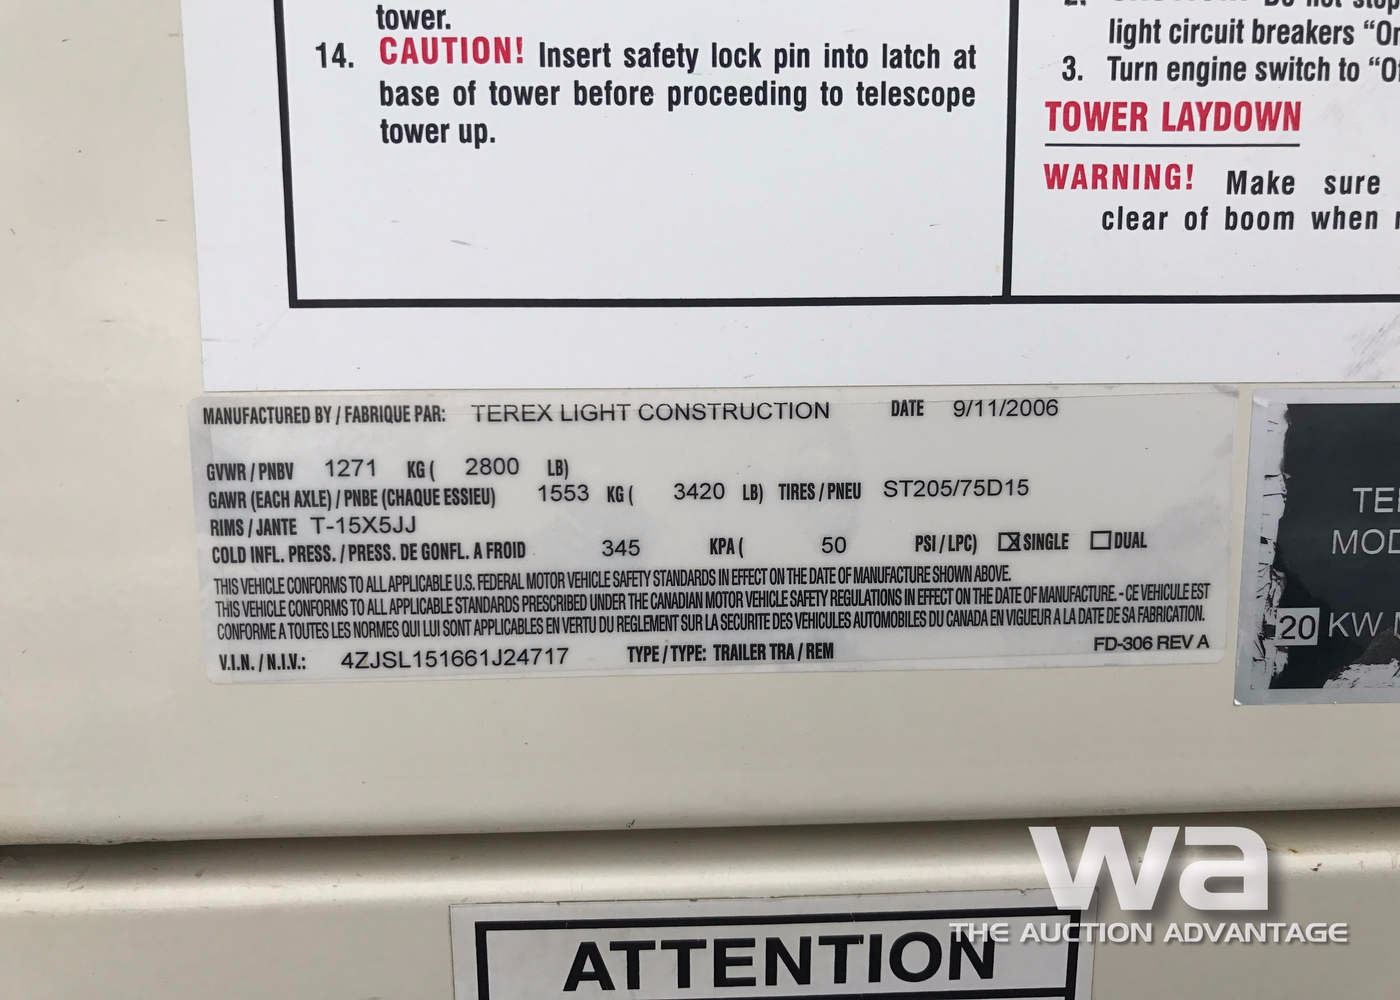 tower.
14. CAUTION! Insert safety lock pin into latch at
base of tower before proceeding to telescope
tower up.
light circuit breakers
3. Turn engine switch to
TOWER LAYDOWN
WARNING! Make sure
clear of boom when
MANUFACTURED BY / FABRIQUE PAR: TEREX LIGHT CONSTRUCTION DATE 9/11/2006
GVWR / PNBV 1271 KG ( 2800 LB)
GAWR (EACH AXLE) / PNBE (CHAQUE ESSIEU) 1553 KG ( 3420 LB) TIRES / PNEU ST205/75D15
RIMS / JANTE T-15X5JJ
COLD INFL. PRESS. / PRESS. DE GONFL. A FROID 345 KPA ( 50 PSI / LPC) SINGLE DUAL
THIS VEHICLE CONFORMS TO ALL APPLICABLE U.S. FEDERAL MOTOR VEHICLE SAFETY STANDARDS IN EFFECT ON THE DATE OF MANUFACTURE SHOWN ABOVE.
THIS VEHICLE CONFORMS TO ALL APPLICABLE STANDARDS PRESCRIBED UNDER THE CANADIAN MOTOR VEHICLE SAFETY REGULATIONS IN EFFECT ON THE DATE OF MANUFACTURE. - CE VEHICULE EST
CONFORME A TOUTES LES NORMES QUI LUI SONT APPLICABLES EN VERTU DU REGLEMENT SUR LA SECURITE DES VEHICULES AUTOMOBILES DU CANADA EN VIGUEUR A LA DATE DE SA FABRICATION.
V.I.N. / N.I.V.: 4ZJSL151661J24717 TYPE / TYPE: TRAILER TRA / REM FD-306 REV A
20 KW
wa
THE AUCTION ADVANTAGE
ATTENTION